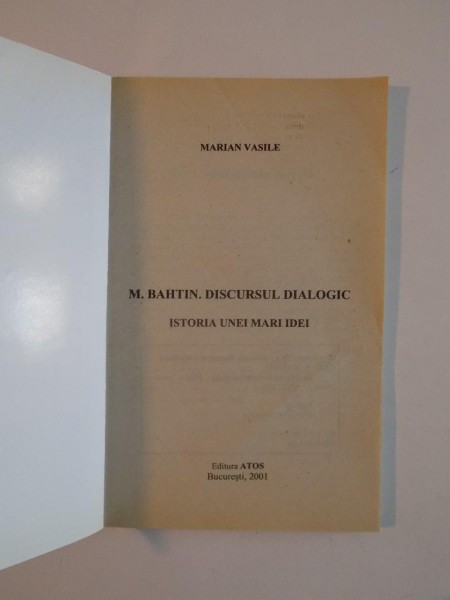 MARIAN VASILE
M. BAHTIN. DISCURSUL DIALOGIC
ISTORIA UNEI MARI IDEI
Editura ATOS
București, 2001